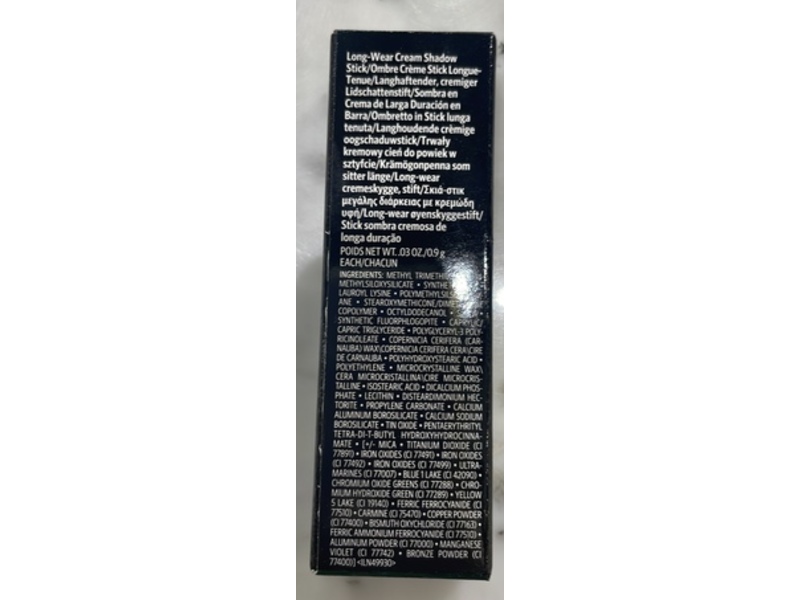 Long-Wear Cream Shadow
Stick/Ombre Crème Stick Longue-
Tenue/Langhaftender, cremiger
Lidschattenstift/Sombra en
Crema de Larga Duración en
Barra/Ombretto in Stick lunga
tenuta/Langhoudende crèmige
oogschaduwstick/Trwały
kremowy cień do powiek w
sztyfcie/Krämögonpenna som
sitter länge/Long-wear
cremeskygge, stift/Σκιά-στικ
μεγάλης διάρκειας με κρεμώδη
υφή/Long-wear øyenskyggestift/
Stick sombra cremosa de
longa duração
POIDS NET WT. .03 OZ./0.9 g
EACH/CHACUN
INGREDIENTS: METHYL
METHYLSILOXYSILICATE •
LAUROYL LYSINE •
ANE • STEAROXYMETHICONE/
COPOLYMER • OCTYLDODECANOL •
SYNTHETIC FLUORPHLOGOPITE • CAPRYLIC/
CAPRIC TRIGLYCERIDE • POLYGLYCERYL-3 POLY-
RICINOLEATE • COPERNICIA CERIFERA (CAR-
NAUBA) WAX\COPERNICIA CERIFERA CERA\CIRE
DE CARNAUBA • POLYHYDROXYSTEARIC ACID •
POLYETHYLENE • MICROCRYSTALLINE WAX\
CERA MICROCRISTALLINA\CIRE MICROCRIS-
TALLINE • ISOSTEARIC ACID • DICALCIUM PHOS-
PHATE • LECITHIN • DISTEARDIMONIUM HEC-
TORITE • PROPYLENE CARBONATE • CALCIUM
ALUMINUM BOROSILICATE • CALCIUM SODIUM
BOROSILICATE • TIN OXIDE • PENTAERYTHRITYL
TETRA-DI-T-BUTYL HYDROXYHYDROCINNA-
MATE • [+/- MICA • TITANIUM DIOXIDE (CI
77891) • IRON OXIDES (CI 77491) • IRON OXIDES
(CI 77492) • IRON OXIDES (CI 77499) • ULTRA-
MARINES (CI 77007) • BLUE 1 LAKE (CI 42090) •
CHROMIUM OXIDE GREENS (CI 77288) • CHRO-
MIUM HYDROXIDE GREEN (CI 77289) • YELLOW
5 LAKE (CI 19140) • FERRIC FERROCYANIDE (CI
77510) • CARMINE (CI 75470) • COPPER POWDER
(CI 77400) • BISMUTH OXYCHLORIDE (CI 77163) •
FERRIC AMMONIUM FERROCYANIDE (CI 77510) •
ALUMINUM POWDER (CI 77000) • MANGANESE
VIOLET (CI 77742) • BRONZE POWDER (CI
77400)] <ILN49930>